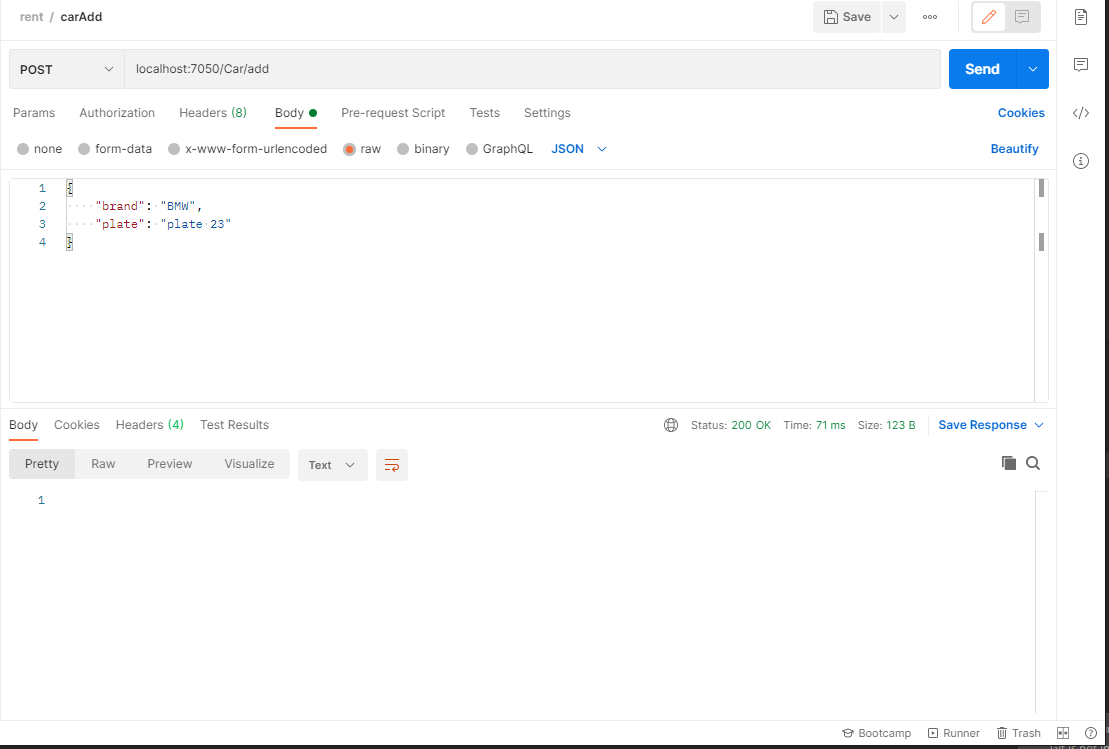 rent / carAdd Save
POST localhost:7050/Car/add Send
Params Authorization Headers (8) Body Pre-request Script Tests Settings Cookies
none form-data x-www-form-urlencoded raw binary GraphQL JSON Beautify
1 {
2 "brand": "BMW",
3 "plate": "plate 23"
4 }
Body Cookies Headers (4) Test Results Status: 200 OK Time: 71 ms Size: 123 B Save Response
Pretty Raw Preview Visualize Text
1
Bootcamp Runner Trash